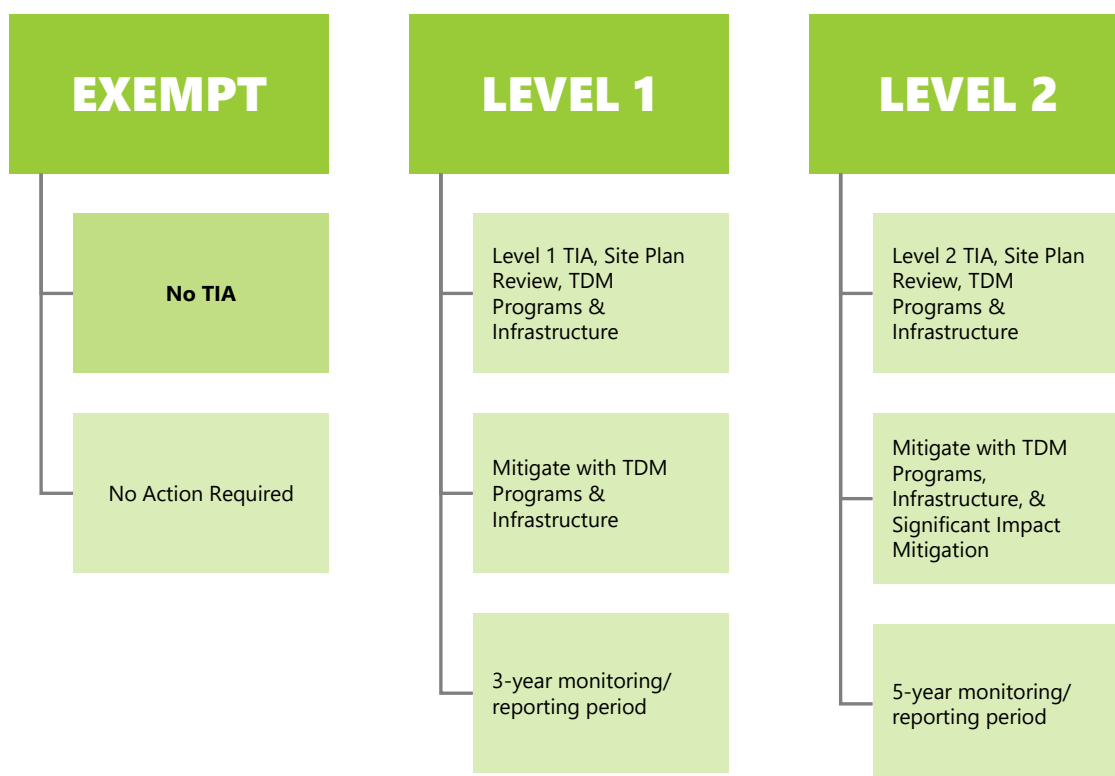 EXEMPT
No TIA
No Action Required
LEVEL 1
Level 1 TIA, Site Plan
Review, TDM
Programs &
Infrastructure
Mitigate with TDM
Programs &
Infrastructure
3-year monitoring/
reporting period
LEVEL 2
Level 2 TIA, Site Plan
Review, TDM
Programs &
Infrastructure
Mitigate with TDM
Programs,
Infrastructure, &
Significant Impact
Mitigation
5-year monitoring/
reporting period